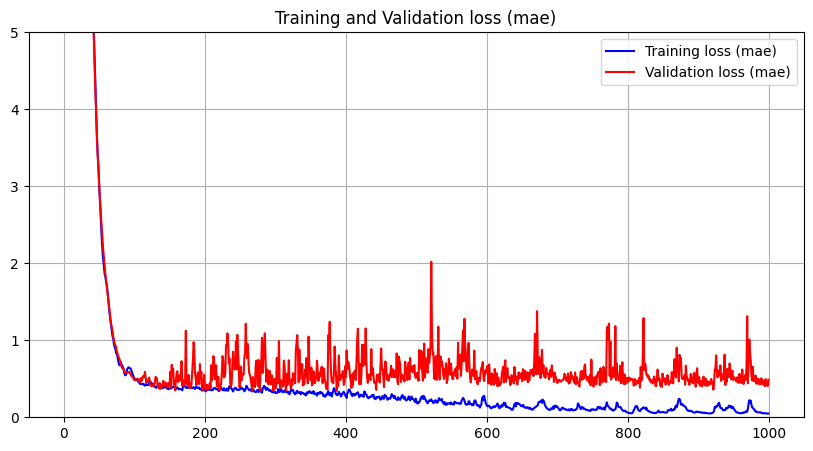 Training and Validation loss (mae)
Training loss (mae)
Validation loss (mae)
5
4
3
2
1
0
0 200 400 600 800 1000